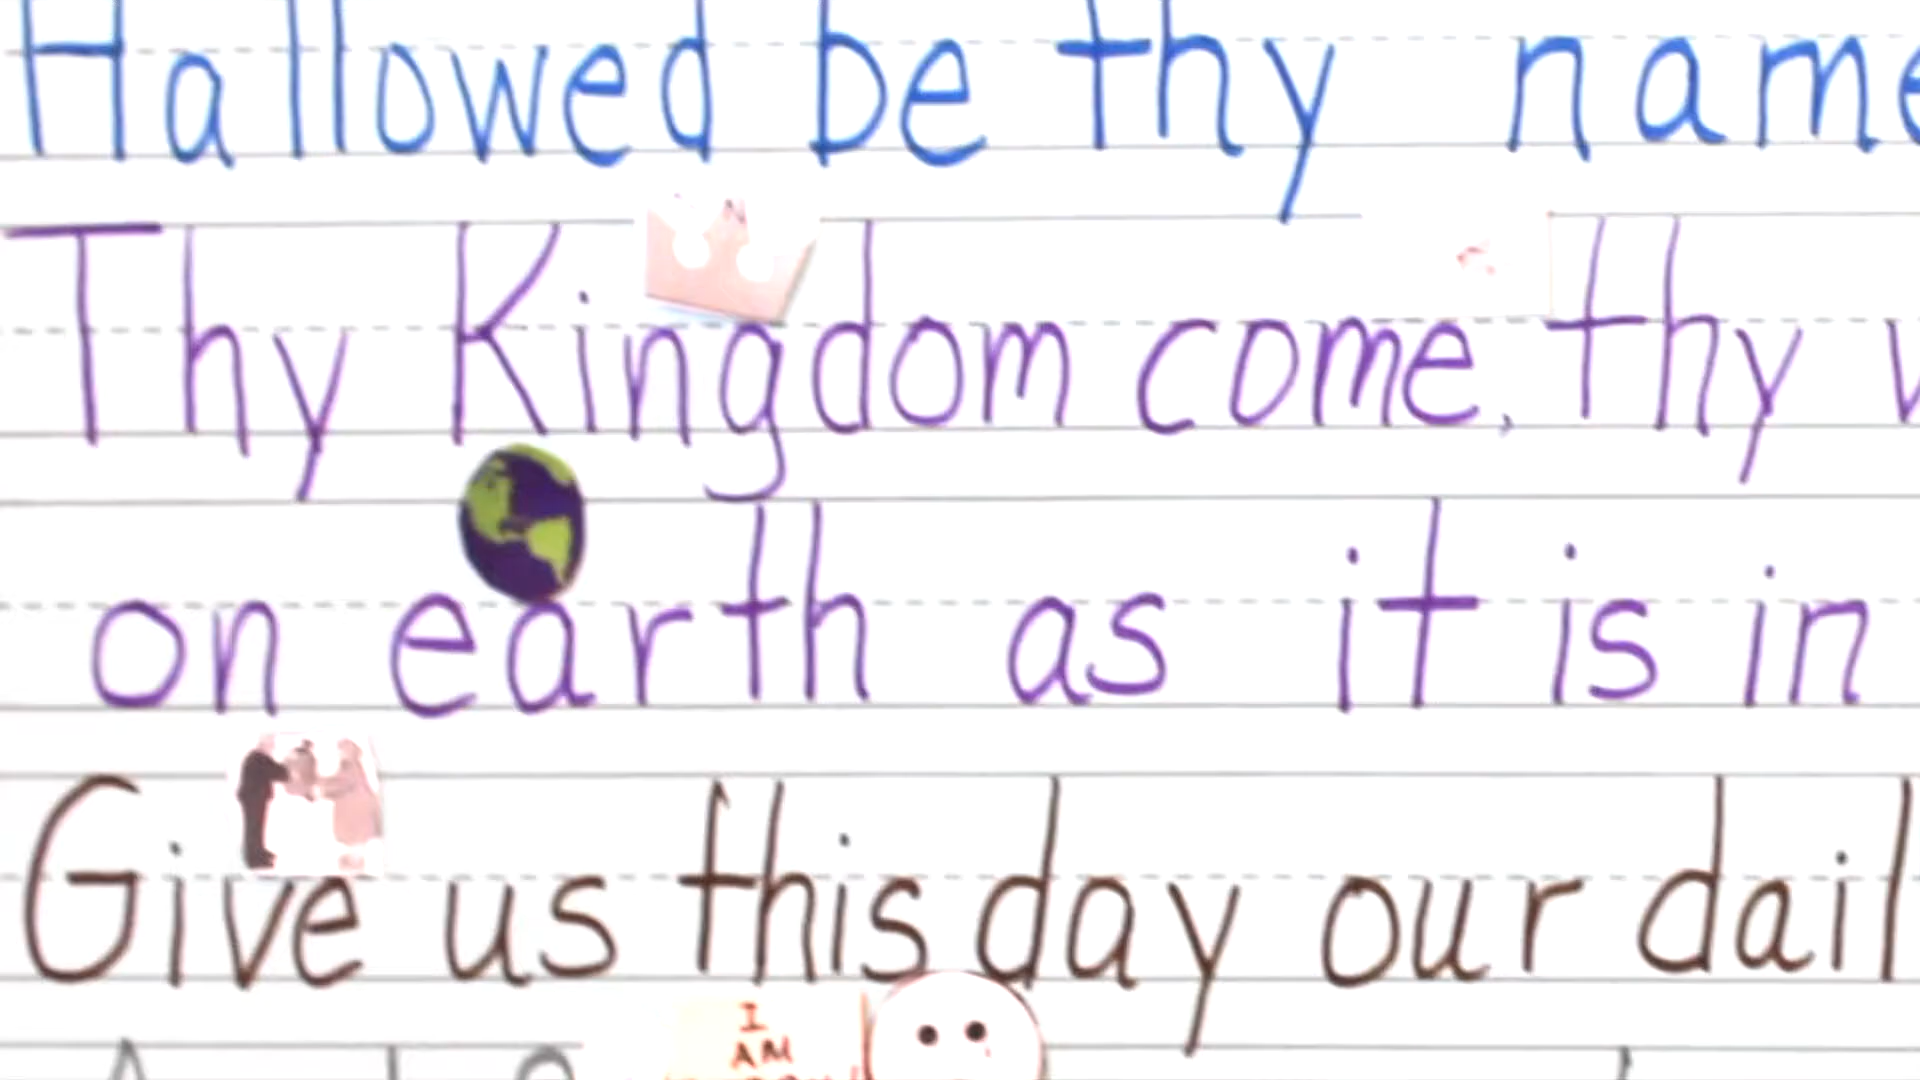 Hallowed be thy name
Thy Kingdom come, thy
on earth as it is in
Give us this day our dail
I
AM